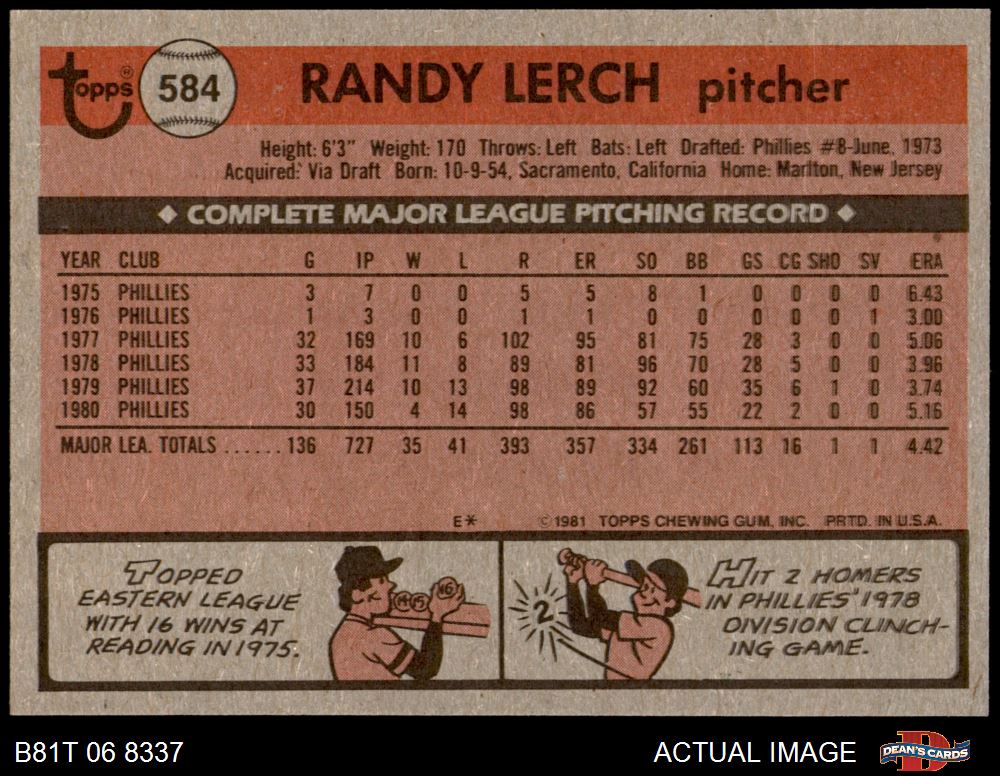 topps® 584 RANDY LERCH pitcher
Height: 6'3" Weight: 170 Throws: Left Bats: Left Drafted: Phillies #8-June, 1973
Acquired: Via Draft Born: 10-9-54, Sacramento, California Home: Marlton, New Jersey
◆ COMPLETE MAJOR LEAGUE PITCHING RECORD ◆
YEAR CLUB G IP W L R ER SO BB GS CG SHO SV ERA
1975 PHILLIES 3 7 0 0 5 5 8 1 0 0 0 0 6.43
1976 PHILLIES 1 3 0 0 1 1 0 0 0 0 0 1 3.00
1977 PHILLIES 32 169 10 6 102 95 81 75 28 3 0 0 5.06
1978 PHILLIES 33 184 11 8 89 81 96 70 28 5 0 0 3.96
1979 PHILLIES 37 214 10 13 98 89 92 60 35 6 1 0 3.74
1980 PHILLIES 30 150 4 14 98 86 57 55 22 2 0 0 5.16
MAJOR LEA. TOTALS ...... 136 727 35 41 393 357 334 261 113 16 1 1 4.42
E* ©1981 TOPPS CHEWING GUM, INC. PRTD. IN U.S.A.
TOPPED
EASTERN LEAGUE
WITH 16 WINS AT
READING IN 1975.
14 15 16
2
HIT 2 HOMERS
IN PHILLIES' 1978
DIVISION CLINCH-
ING GAME.
B81T 06 8337 ACTUAL IMAGE D DEAN'S CARDS